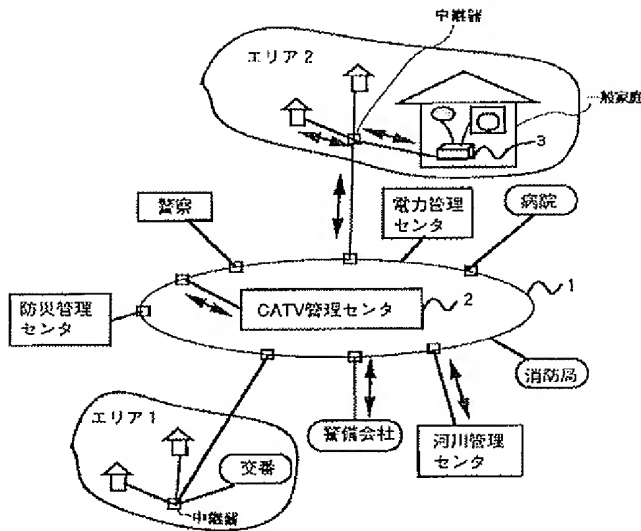 中継器
エリア2
一般家庭
3
警察
電力管理
センタ
病院
1
防災管理
センタ
CATV管理センタ
2
消防局
エリア1
警備会社
河川管理
センタ
交番
中継器